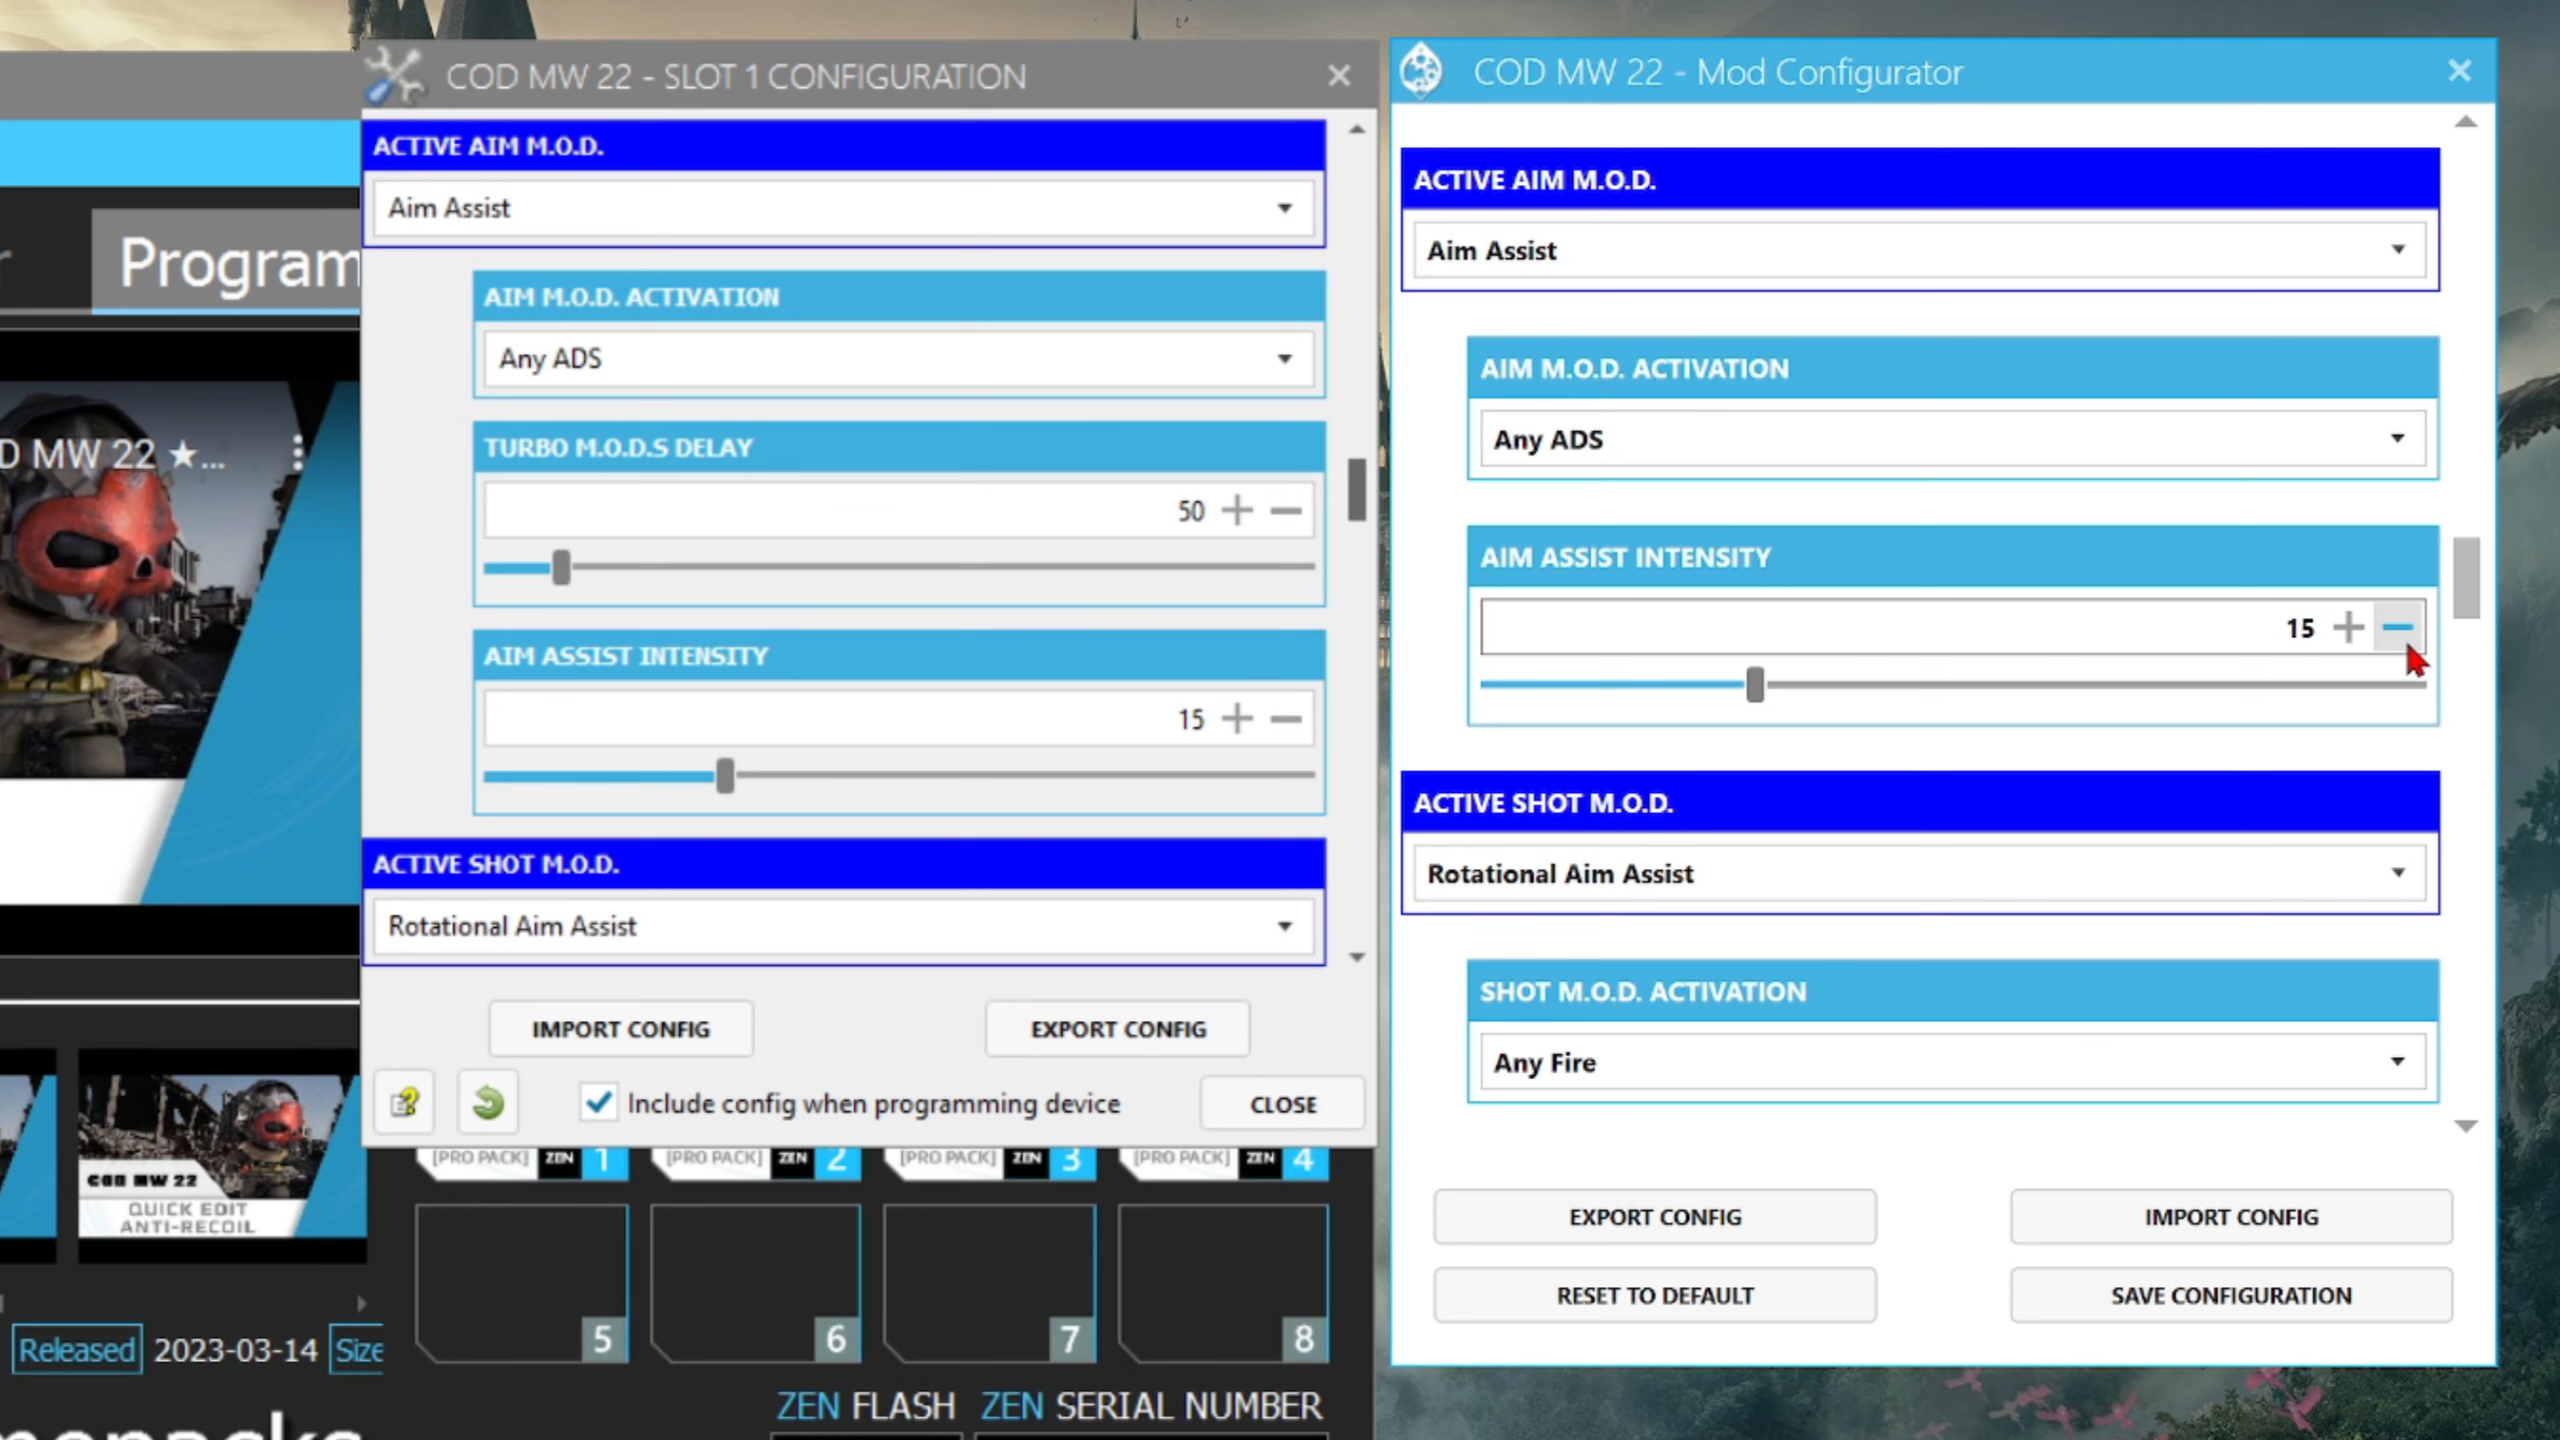 COD MW 22 - SLOT 1 CONFIGURATION
ACTIVE AIM M.O.D.
Aim Assist
AIM M.O.D. ACTIVATION
Any ADS
TURBO M.O.D.S DELAY
50
AIM ASSIST INTENSITY
15
ACTIVE SHOT M.O.D.
Rotational Aim Assist
IMPORT CONFIG
EXPORT CONFIG
Include config when programming device
CLOSE
COD MW 22 - Mod Configurator
ACTIVE AIM M.O.D.
Aim Assist
AIM M.O.D. ACTIVATION
Any ADS
AIM ASSIST INTENSITY
15
ACTIVE SHOT M.O.D.
Rotational Aim Assist
SHOT M.O.D. ACTIVATION
Any Fire
EXPORT CONFIG
IMPORT CONFIG
RESET TO DEFAULT
SAVE CONFIGURATION
Program
D MW 22 ★...
COD MW 22
QUICK EDIT
ANTI-RECOIL
Released 2023-03-14 Size
[PRO PACK] ZEN 1
[PRO PACK] ZEN 2
[PRO PACK] ZEN 3
[PRO PACK] ZEN 4
5
6
7
8
ZEN FLASH
ZEN SERIAL NUMBER